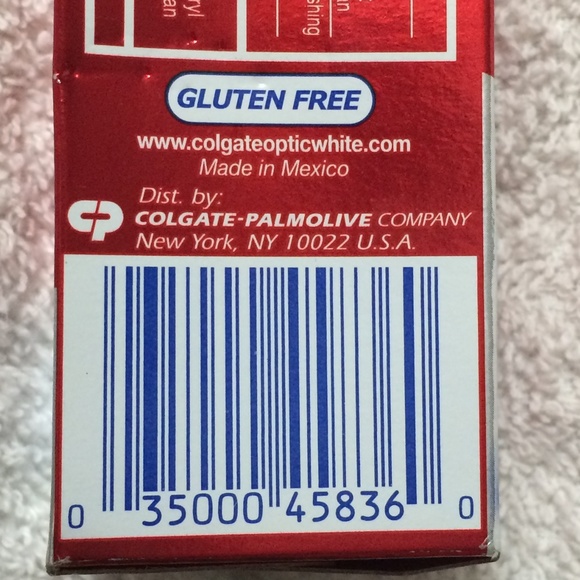 GLUTEN FREE
www.colgateopticwhite.com
Made in Mexico
Dist. by:
CP COLGATE-PALMOLIVE COMPANY
New York, NY 10022 U.S.A.
0 35000 45836 0